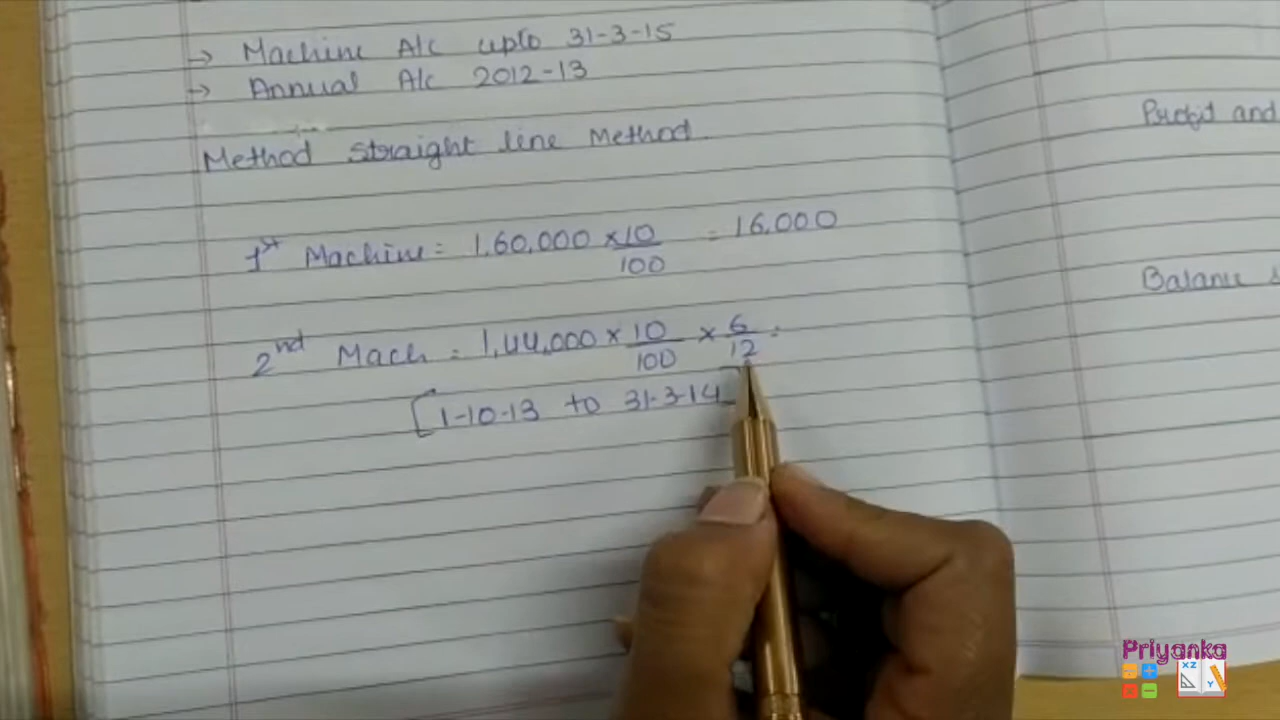 → Machine A/c upto 31-3-15
→ Annual A/c 2012-13
Method straight line Method
1st Machine = 1,60,000 × 10/100 = 16,000
2nd Mach = 1,44,000 × 10/100 × 6/12 =
[1-10-13 to 31-3-14]
Profit and
Balance
Priyanka
XZ
Y